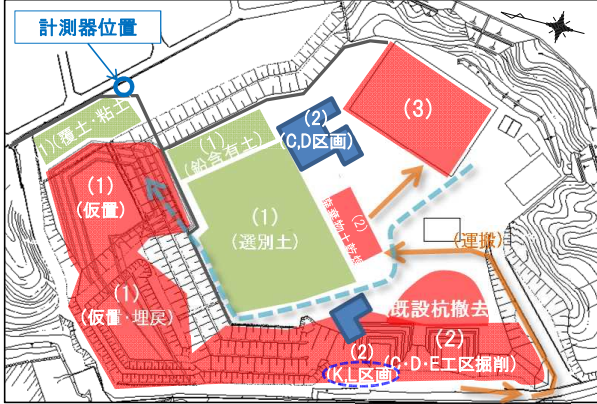 計測器位置
(1)(覆土・粘土)
(1)
(鉛含有土)
(2)
(C,D区画)
(3)
(1)
(仮置)
(1)
(選別土)
(2)
(運搬)
(1)
(仮置・埋戻)
既設杭撤去
(2)
(K,L区画)
(2)
(C・D・E工区掘削)